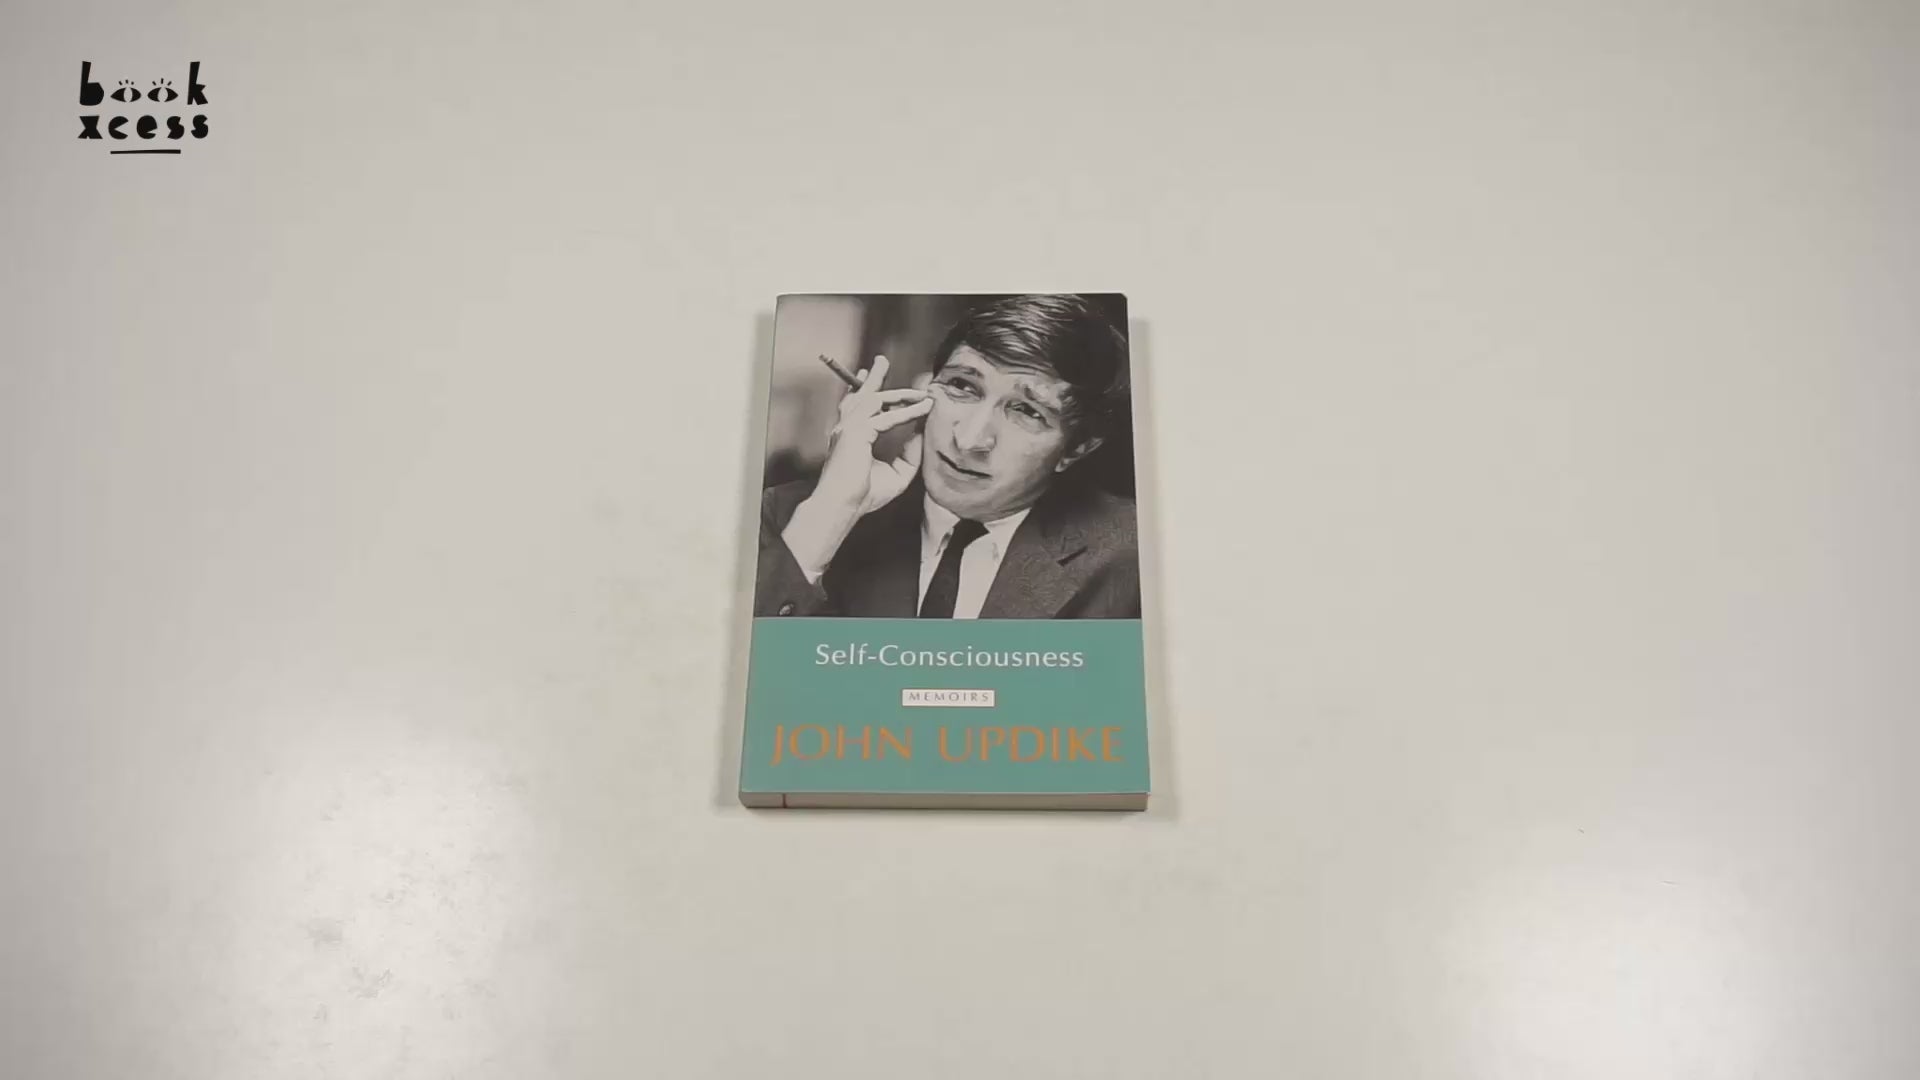 book
xcess
Self-Consciousness
MEMOIRS
JOHN UPDIKE